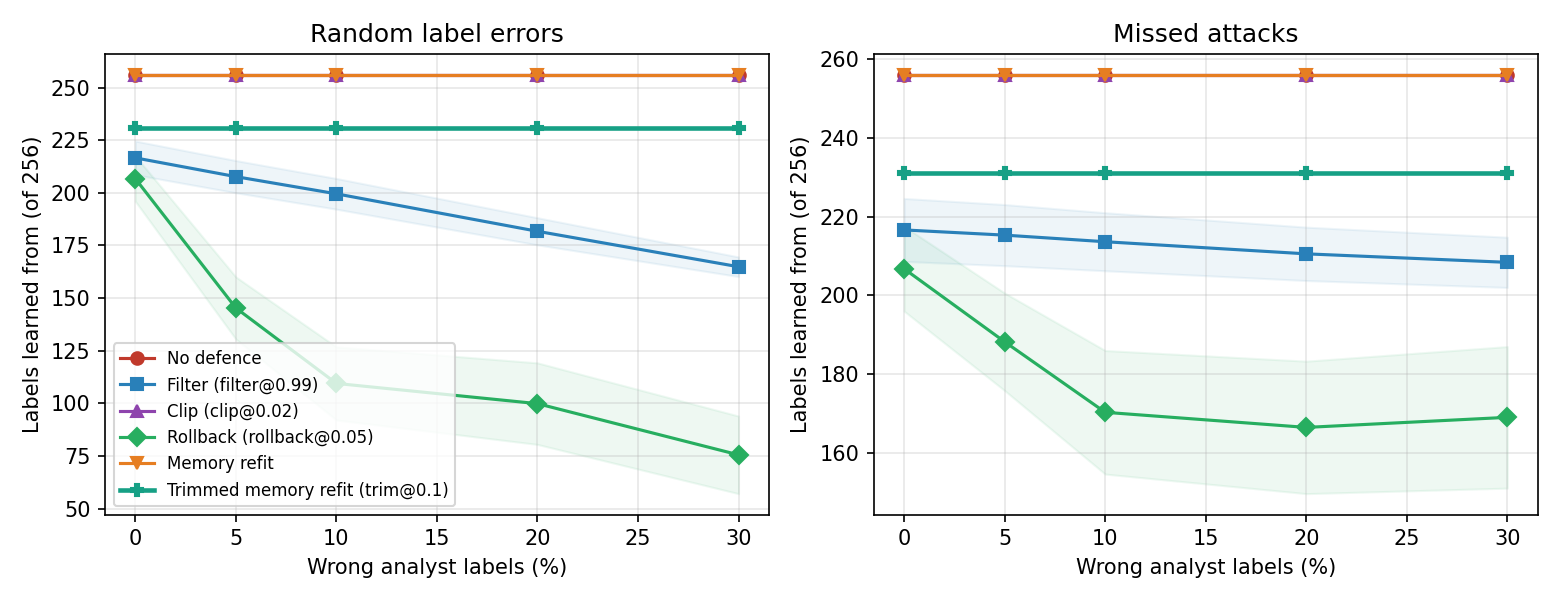 Random label errors
Labels learned from (of 256)
250
225
200
175
150
125
100
75
50
No defence
Filter (filter@0.99)
Clip (clip@0.02)
Rollback (rollback@0.05)
Memory refit
Trimmed memory refit (trim@0.1)
0 5 10 15 20 25 30
Wrong analyst labels (%)
Missed attacks
Labels learned from (of 256)
260
240
220
200
180
160
0 5 10 15 20 25 30
Wrong analyst labels (%)